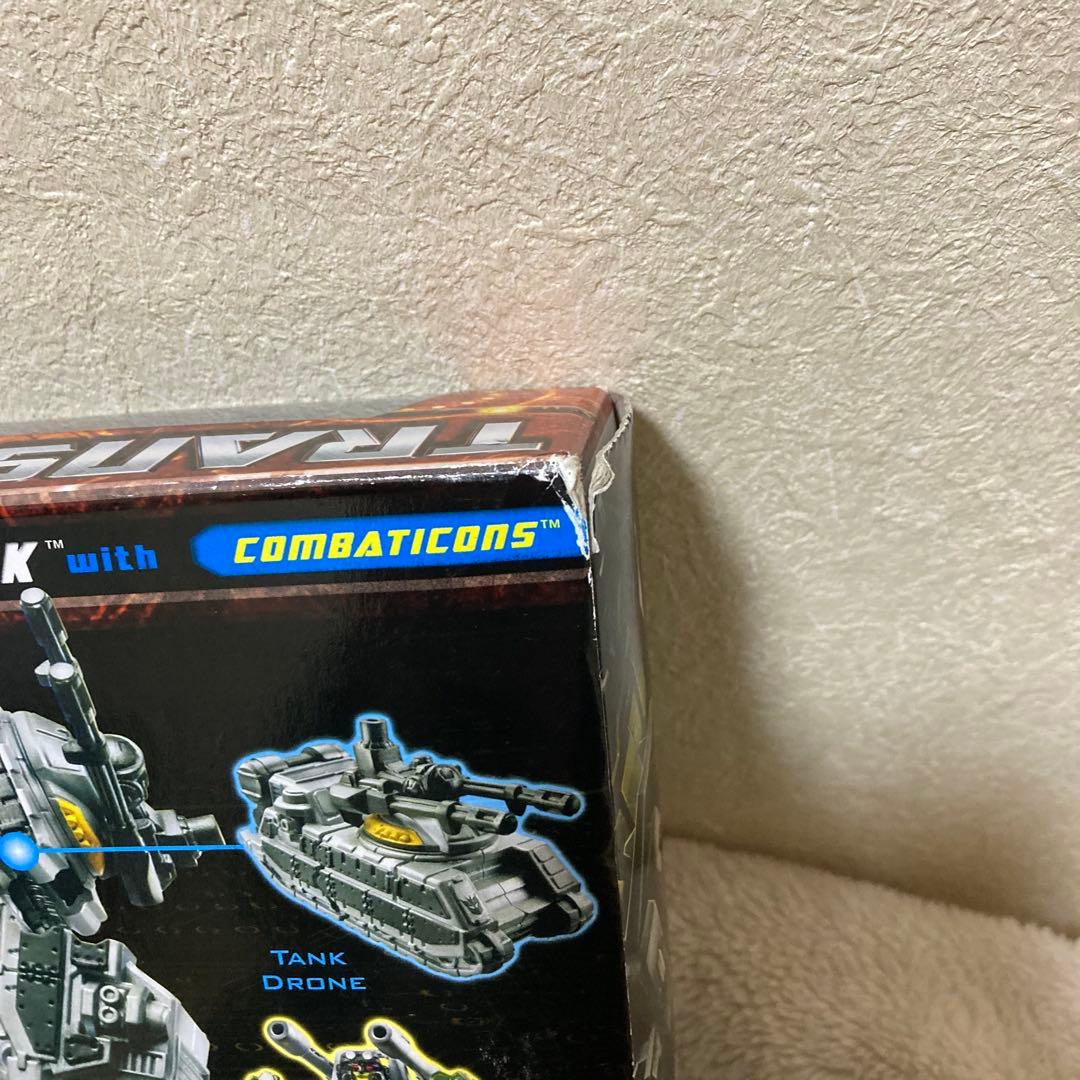 TRANS
K™ with COMBATICONS™
TANK
DRONE